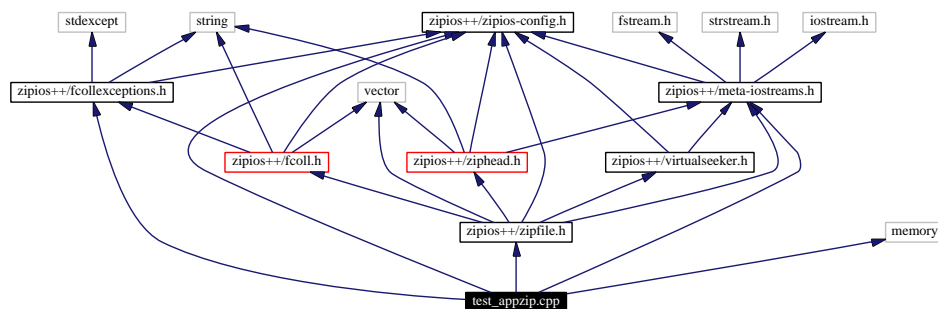 stdexcept
string
zipios++/zipios-config.h
fstream.h
strstream.h
iostream.h
zipios++/fcollexceptions.h
vector
zipios++/meta-iostreams.h
zipios++/fcoll.h
zipios++/ziphead.h
zipios++/virtualseeker.h
zipios++/zipfile.h
memory
test_appzip.cpp